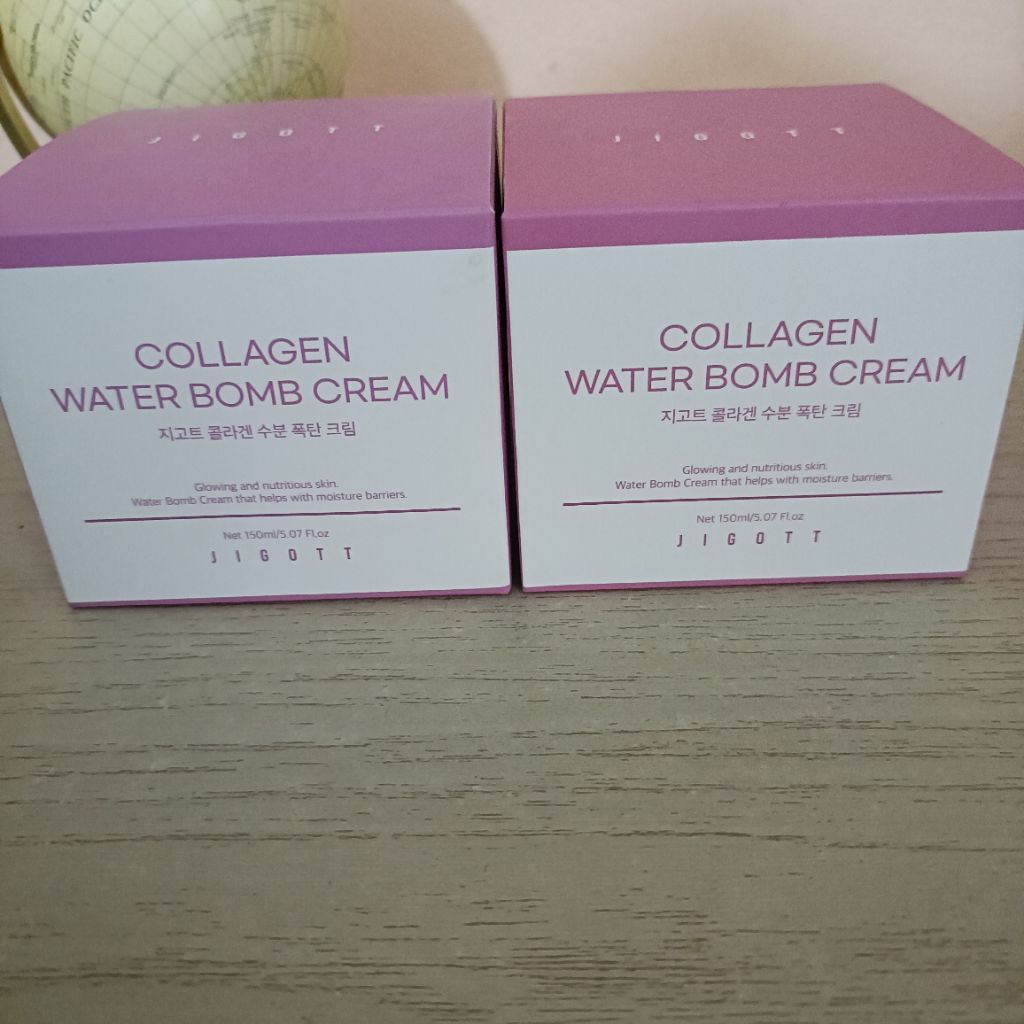 PACIFIC OC
JIGOTT
JIGOTT
COLLAGEN
WATER BOMB CREAM
지고트 콜라겐 수분 폭탄 크림
Glowing and nutritious skin.
Water Bomb Cream that helps with moisture barriers.
Net 150ml/5.07 Fl.oz
JIGOTT
COLLAGEN
WATER BOMB CREAM
지고트 콜라겐 수분 폭탄 크림
Glowing and nutritious skin.
Water Bomb Cream that helps with moisture barriers.
Net 150ml/5.07 Fl.oz
JIGOTT